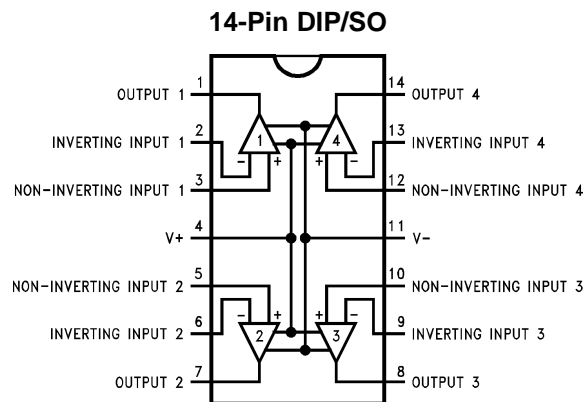 14-Pin DIP/SO
1 14
OUTPUT 1 OUTPUT 4
2 13
INVERTING INPUT 1 1 4 INVERTING INPUT 4
- + + -
3 12
NON-INVERTING INPUT 1 NON-INVERTING INPUT 4
4 11
V+ V-
5 10
NON-INVERTING INPUT 2 NON-INVERTING INPUT 3
- + + -
6 9
INVERTING INPUT 2 2 3 INVERTING INPUT 3
7 8
OUTPUT 2 OUTPUT 3